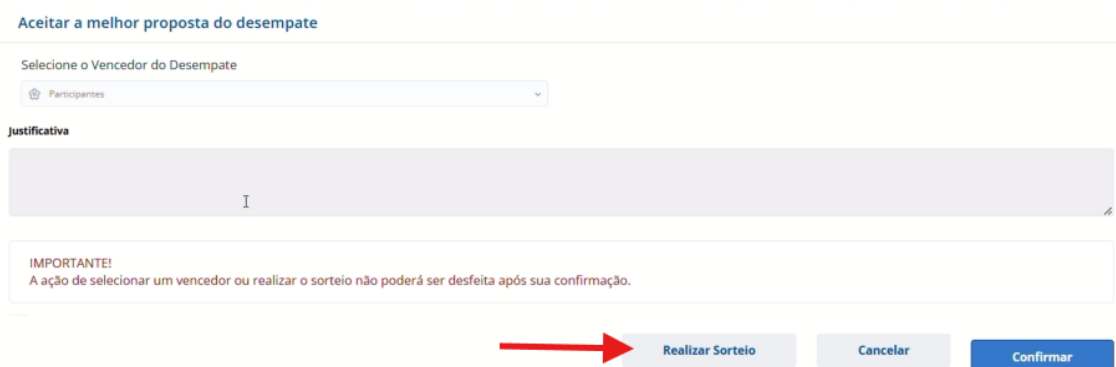 Aceitar a melhor proposta do desempate
Selecione o Vencedor do Desempate
Participantes
Justificativa
IMPORTANTE!
A ação de selecionar um vencedor ou realizar o sorteio não poderá ser desfeita após sua confirmação.
Realizar Sorteio
Cancelar
Confirmar